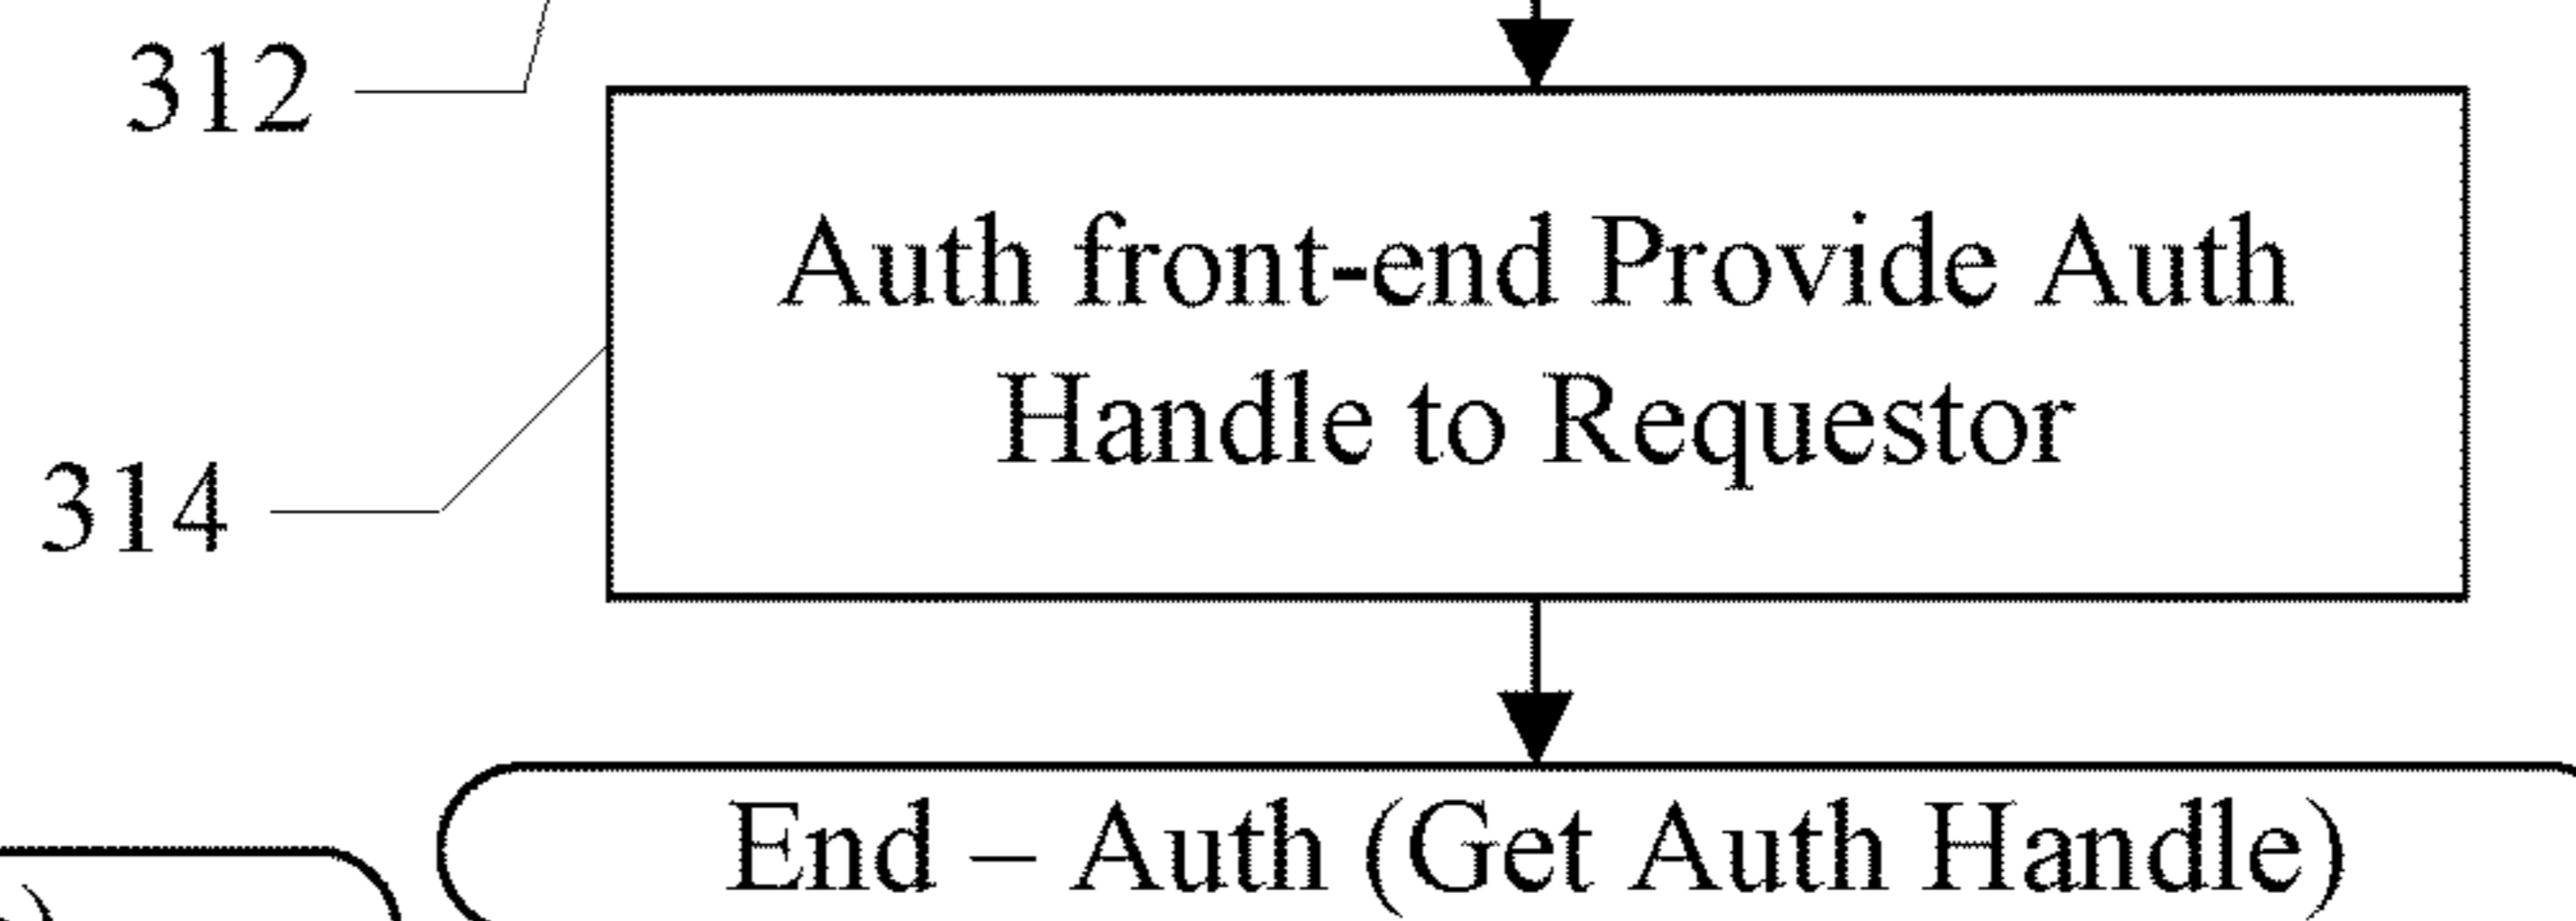 312
Auth front-end Provide Auth
Handle to Requestor
314
End – Auth (Get Auth Handle)
)